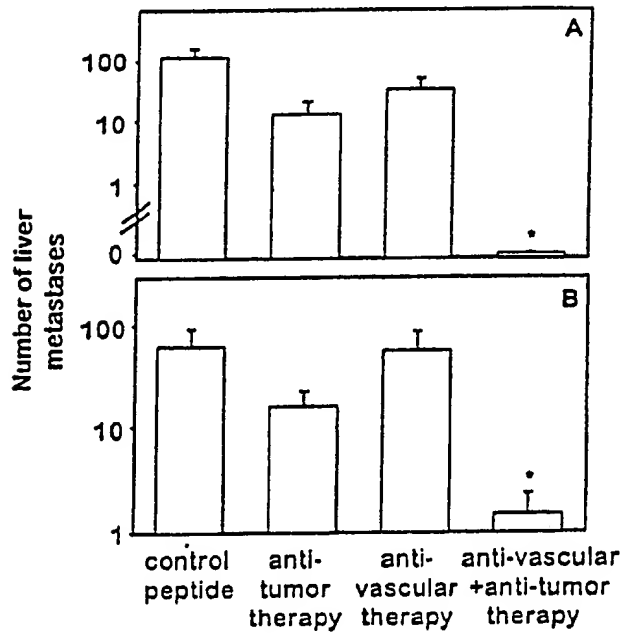 A
100
10
1
0
Number of liver
metastases
B
100
10
1
control
peptide
anti-
tumor
therapy
anti-
vascular
therapy
anti-vascular
+anti-tumor
therapy
*
*